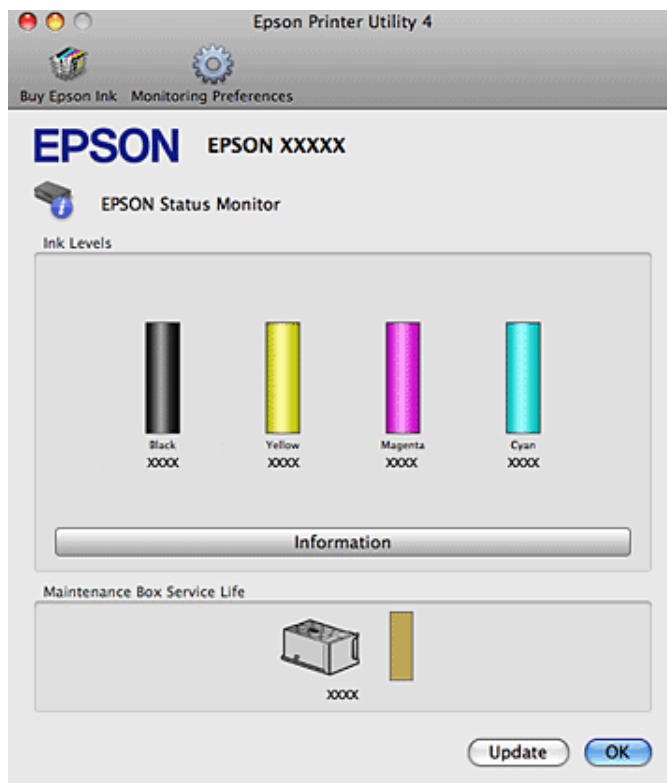 Epson Printer Utility 4
Buy Epson Ink Monitoring Preferences
EPSON EPSON XXXXX
EPSON Status Monitor
Ink Levels
Black Yellow Magenta Cyan
XXXX XXXX XXXX XXXX
Information
Maintenance Box Service Life
XXXX
Update OK